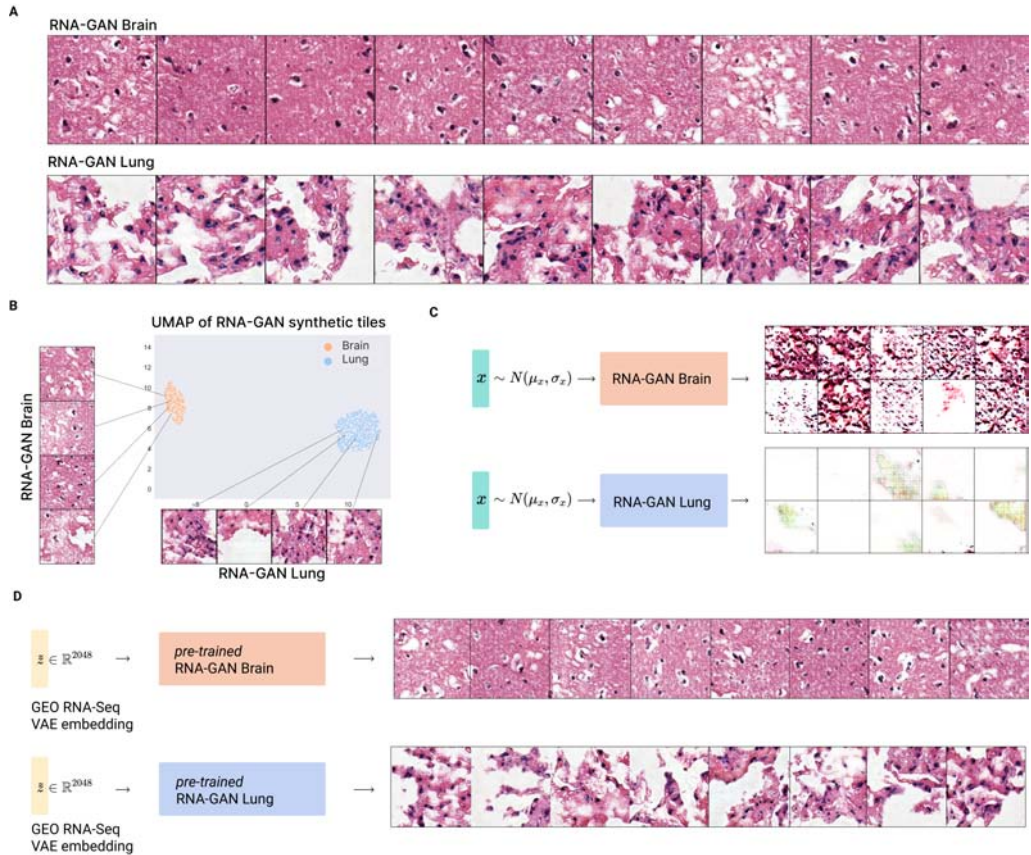 A
RNA-GAN Brain
RNA-GAN Lung
B
UMAP of RNA-GAN synthetic tiles
Brain
Lung
14
12
10
8
6
4
2
0
5
10
RNA-GAN Brain
RNA-GAN Lung
C
x ∼ N(μₓ, σₓ)
RNA-GAN Brain
x ∼ N(μₓ, σₓ)
RNA-GAN Lung
D
∈ ℝ²⁰⁴⁸
pre-trained
RNA-GAN Brain
GEO RNA-Seq
VAE embedding
∈ ℝ²⁰⁴⁸
pre-trained
RNA-GAN Lung
GEO RNA-Seq
VAE embedding